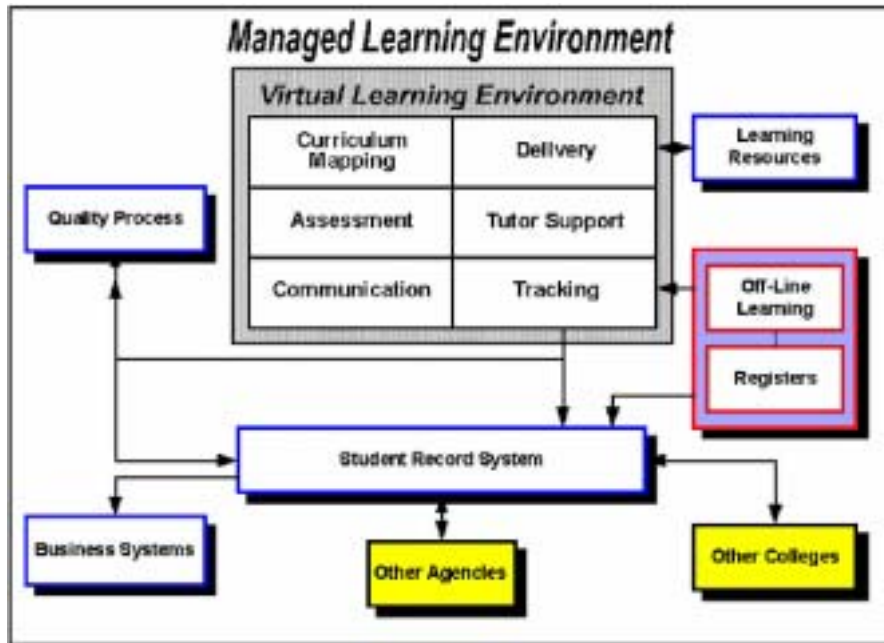 Managed Learning Environment
Virtual Learning Environment
Curriculum
Mapping
Delivery
Learning
Resources
Quality Process
Assessment
Tutor Support
Communication
Tracking
Off-Line
Learning
Registers
Student Record System
Business Systems
Other Agencies
Other Colleges